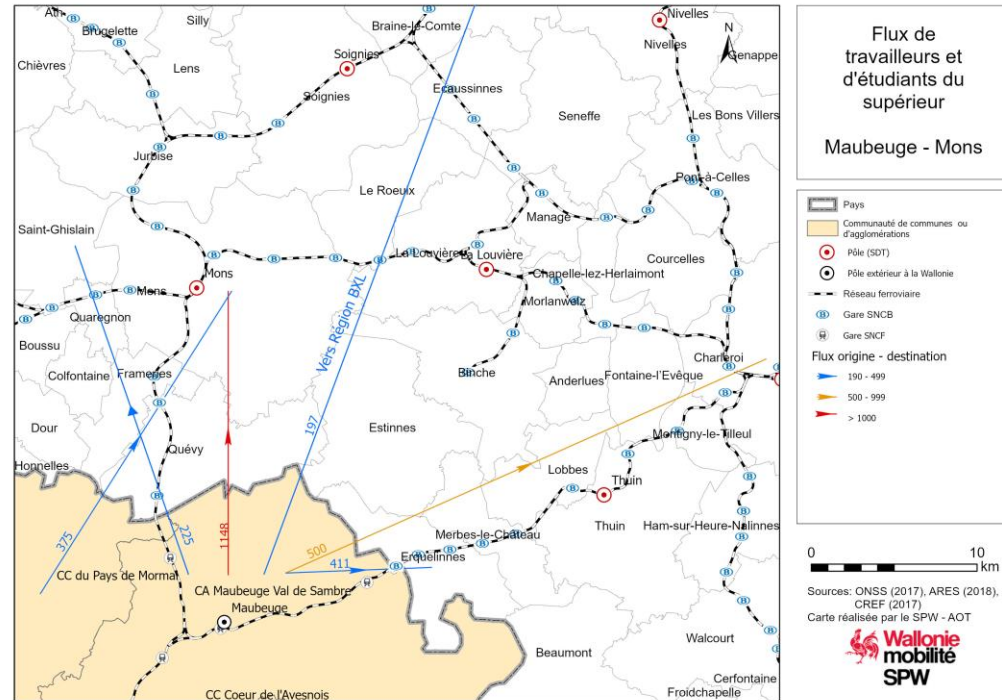 Ath
Brugelette
Silly
Braine-le-Comte
Nivelles
Nivelles
N
Genappe
Chièvres
Lens
Soignies
Soignies
Ecaussinnes
Seneffe
Les Bons Villers
Jurbise
Pont-à-Celles
Le Roeulx
Manage
Saint-Ghislain
La Louvière
La Louvière
Courcelles
Mons
Mons
Chapelle-lez-Herlaimont
Morlanwelz
Quaregnon
Vers Région BXL
Boussu
Charleroi
Colfontaine
Frameries
Binche
Anderlues
Fontaine-l'Evêque
Dour
197
Estinnes
Montigny-le-Tilleul
Honnelles
Quévy
Lobbes
Thuin
Thuin
Ham-sur-Heure-Nalinnes
Merbes-le-Château
375
225
1148
500
411
Erquelinnes
CC du Pays de Mormal
CA Maubeuge Val de Sambre
Maubeuge
Walcourt
Beaumont
CC Coeur de l'Avesnois
Froidchapelle
Cerfontaine
Flux de
travailleurs et
d'étudiants du
supérieur
Maubeuge - Mons
Pays
Communauté de communes ou
d'agglomérations
Pôle (SDT)
Pôle extérieur à la Wallonie
Réseau ferroviaire
B Gare SNCB
Gare SNCF
Flux origine - destination
190 - 499
500 - 999
> 1000
0 10
km
Sources: ONSS (2017), ARES (2018),
CREF (2017)
Carte réalisée par le SPW - AOT
Wallonie
mobilité
SPW